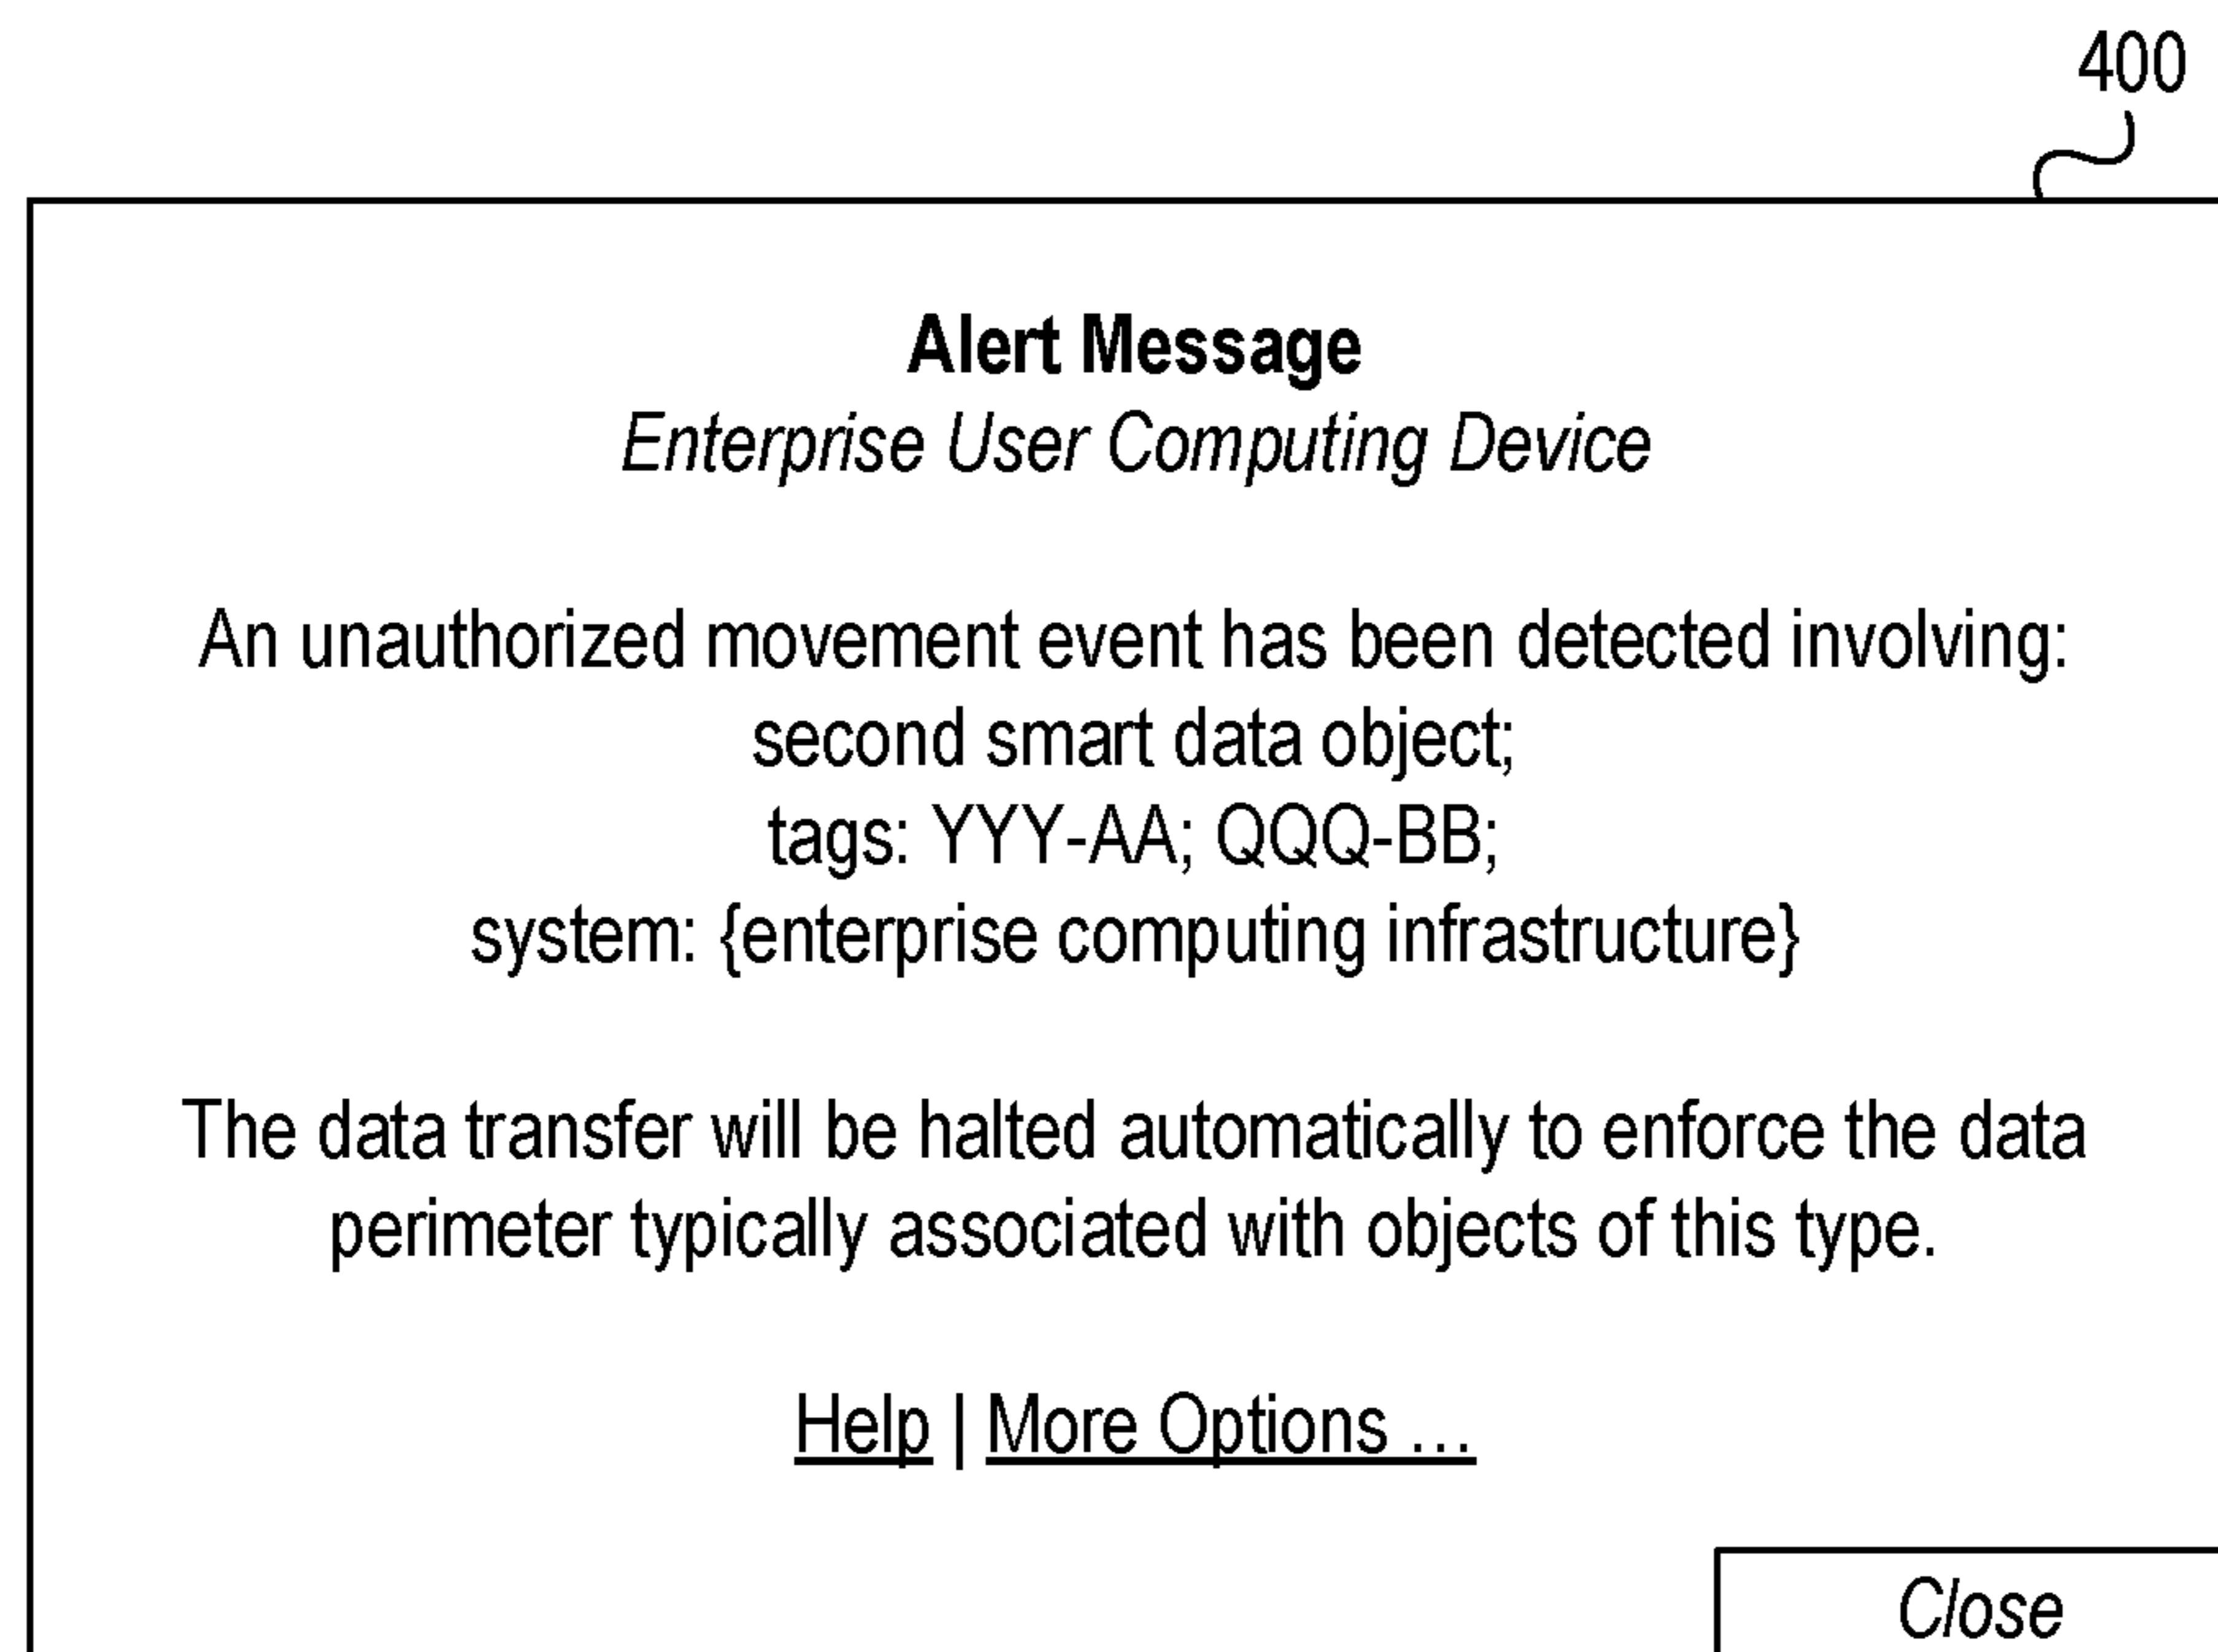 400
Alert Message
Enterprise User Computing Device
An unauthorized movement event has been detected involving:
second smart data object;
tags: YYY-AA; QQQ-BB;
system: {enterprise computing infrastructure}
The data transfer will be halted automatically to enforce the data
perimeter typically associated with objects of this type.
Help | More Options ...
Close